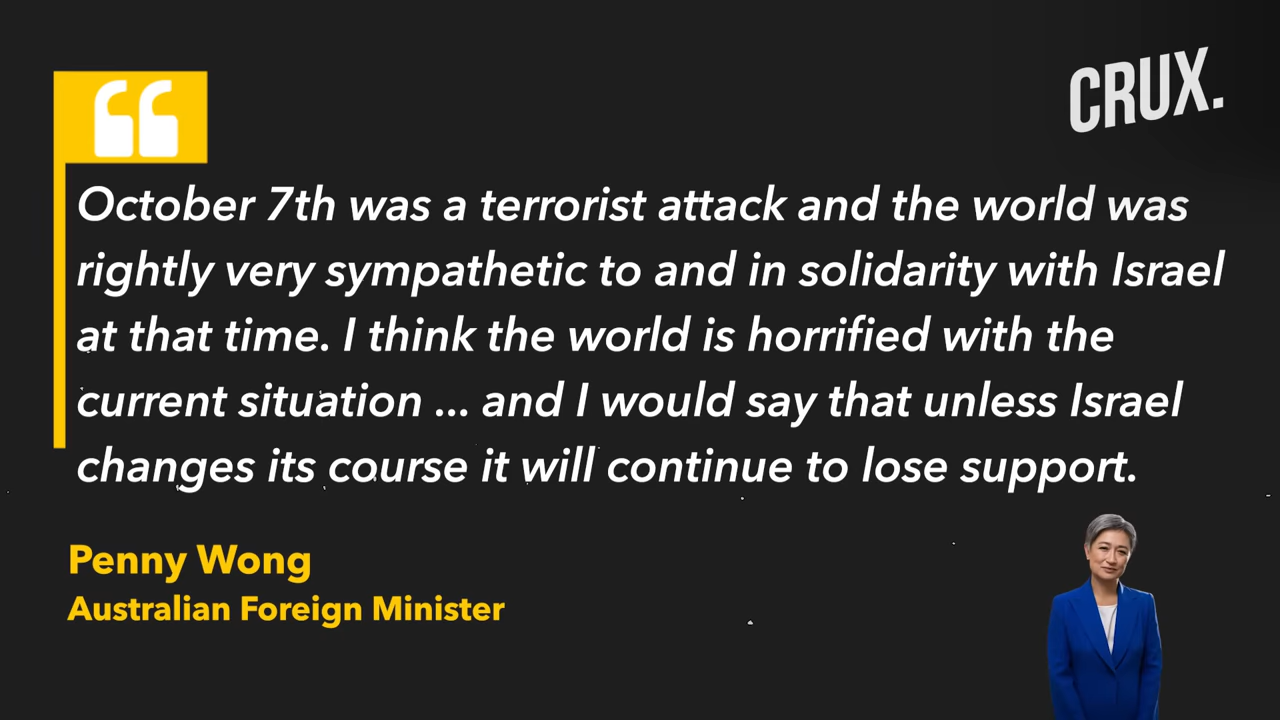 CRUX.
“
October 7th was a terrorist attack and the world was
rightly very sympathetic to and in solidarity with Israel
at that time. I think the world is horrified with the
current situation ... and I would say that unless Israel
changes its course it will continue to lose support.
Penny Wong
Australian Foreign Minister